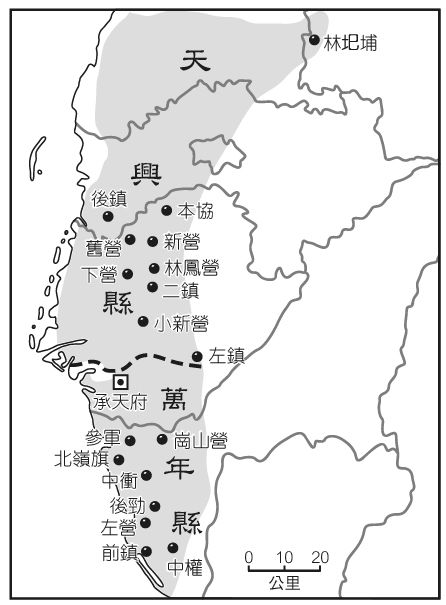 天
林圯埔
興
後鎮
本協
舊營
新營
林鳳營
下營
二鎮
縣
小新營
左鎮
承天府
萬
參軍
崗山營
北嶺旗
年
中衝
後勁
左營
縣
前鎮
中權
0 10 20
公里